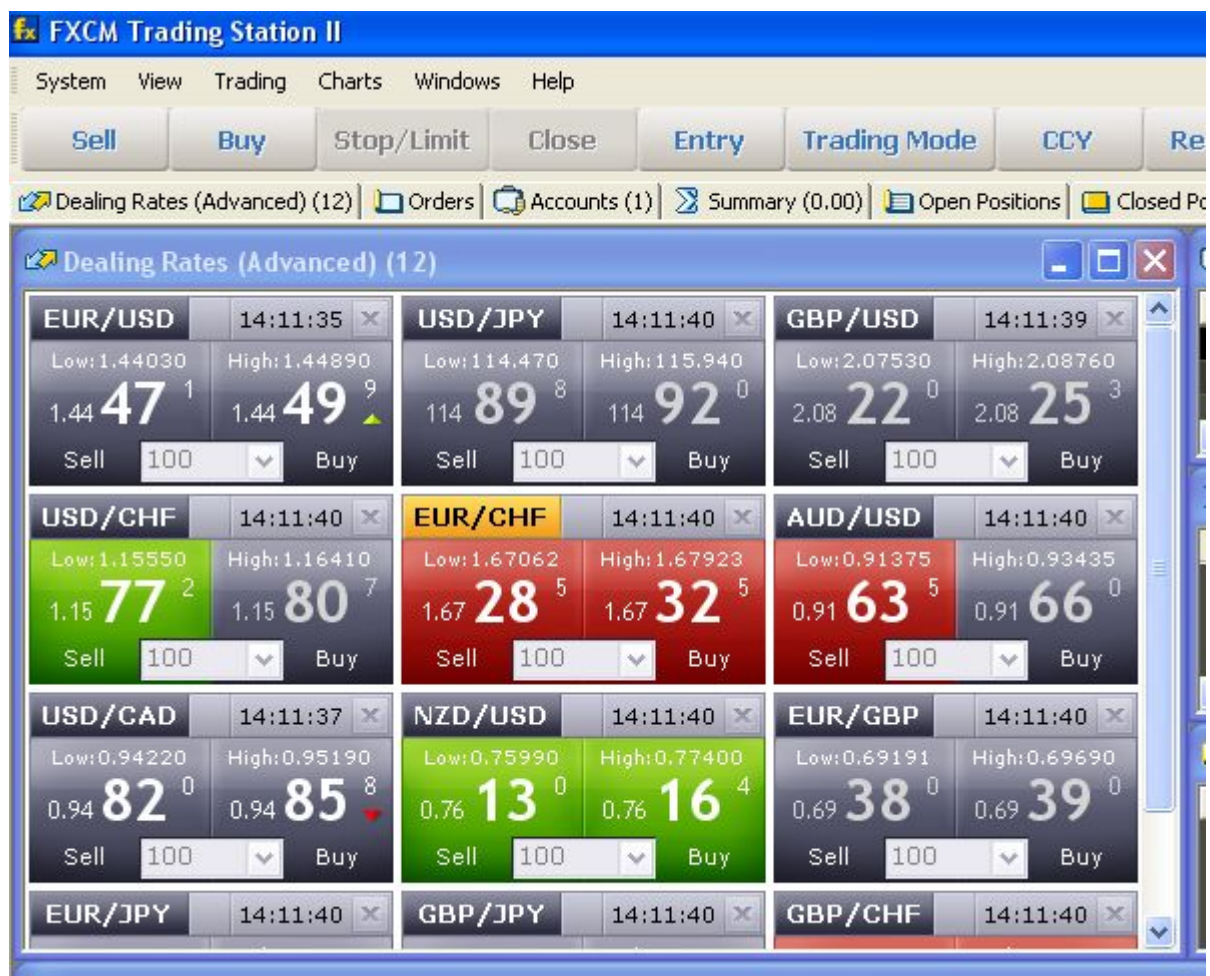 fx FXCM Trading Station II
System View Trading Charts Windows Help
Sell Buy Stop/Limit Close Entry Trading Mode CCY Re
Dealing Rates (Advanced) (12) Orders Accounts (1) Summary (0.00) Open Positions Closed Po
Dealing Rates (Advanced) (12)
EUR/USD 14:11:35 USD/JPY 14:11:40 GBP/USD 14:11:39
Low:1.44030 High:1.44890 Low:114.470 High:115.940 Low:2.07530 High:2.08760
1.44 47 1 1.44 49 9 114 89 8 114 92 0 2.08 22 0 2.08 25 3
Sell 100 Buy Sell 100 Buy Sell 100 Buy
USD/CHF 14:11:40 EUR/CHF 14:11:40 AUD/USD 14:11:40
Low:1.15550 High:1.16410 Low:1.67062 High:1.67923 Low:0.91375 High:0.93435
1.15 77 2 1.15 80 7 1.67 28 5 1.67 32 5 0.91 63 5 0.91 66 0
Sell 100 Buy Sell 100 Buy Sell 100 Buy
USD/CAD 14:11:37 NZD/USD 14:11:40 EUR/GBP 14:11:40
Low:0.94220 High:0.95190 Low:0.75990 High:0.77400 Low:0.69191 High:0.69690
0.94 82 0 0.94 85 8 0.76 13 0 0.76 16 4 0.69 38 0 0.69 39 0
Sell 100 Buy Sell 100 Buy Sell 100 Buy
EUR/JPY 14:11:40 GBP/JPY 14:11:40 GBP/CHF 14:11:40